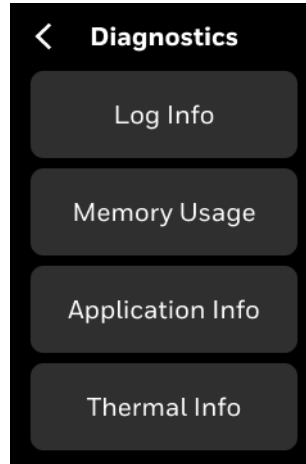 Diagnostics
Log Info
Memory Usage
Application Info
Thermal Info